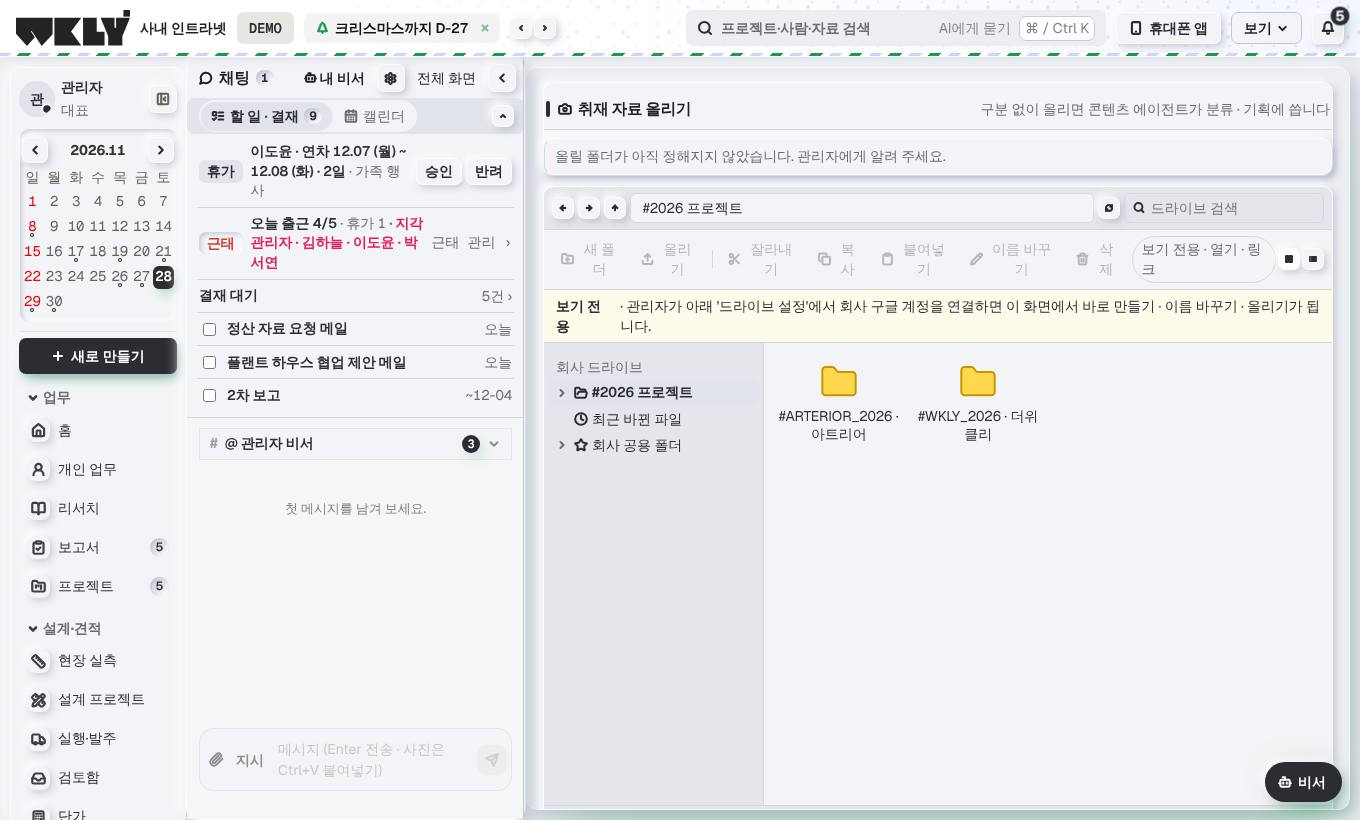 WKLY 사내 인트라넷 DEMO 크리스마스까지 D-27 × 프로젝트·사람·자료 검색 AI에게 묻기 ⌘ / Ctrl K 휴대폰 앱 보기 5
관 관리자
대표
2026.11
일 월 화 수 목 금 토
1 2 3 4 5 6 7
8 9 10 11 12 13 14
15 16 17 18 19 20 21
22 23 24 25 26 27 28
29 30
+ 새로 만들기
업무
홈
개인 업무
리서치
보고서 5
프로젝트 5
설계·견적
현장 실측
설계 프로젝트
실행·발주
검토함
단가
채팅 1 내 비서 전체 화면
할 일 · 결재 9 캘린더
휴가 이도윤 · 연차 12.07 (월) ~
12.08 (화) · 2일 · 가족 행
사
승인 반려
근태 오늘 출근 4/5 · 휴가 1 · 지각
관리자 · 김하늘 · 이도윤 · 박
서연
근태 관리 ›
결재 대기 5건 ›
정산 자료 요청 메일 오늘
플랜트 하우스 협업 제안 메일 오늘
2차 보고 ~12-04
# @ 관리자 비서 3
첫 메시지를 남겨 보세요.
지시 메시지 (Enter 전송 · 사진은
Ctrl+V 붙여넣기)
취재 자료 올리기 구분 없이 올리면 콘텐츠 에이전트가 분류 · 기획에 씁니다
올릴 폴더가 아직 정해지지 않았습니다. 관리자에게 알려 주세요.
#2026 프로젝트 드라이브 검색
새 폴
더
올리
기
잘라내
기
복
사
붙여넣
기
이름 바꾸
기
삭
제
보기 전용 · 열기 · 링
크
보기 전
용
· 관리자가 아래 '드라이브 설정'에서 회사 구글 계정을 연결하면 이 화면에서 바로 만들기 · 이름 바꾸기 · 올리기가 됩
니다.
회사 드라이브
#2026 프로젝트
최근 바뀐 파일
회사 공용 폴더
#ARTERIOR_2026 ·
아트리어
#WKLY_2026 · 더위
클리
비서